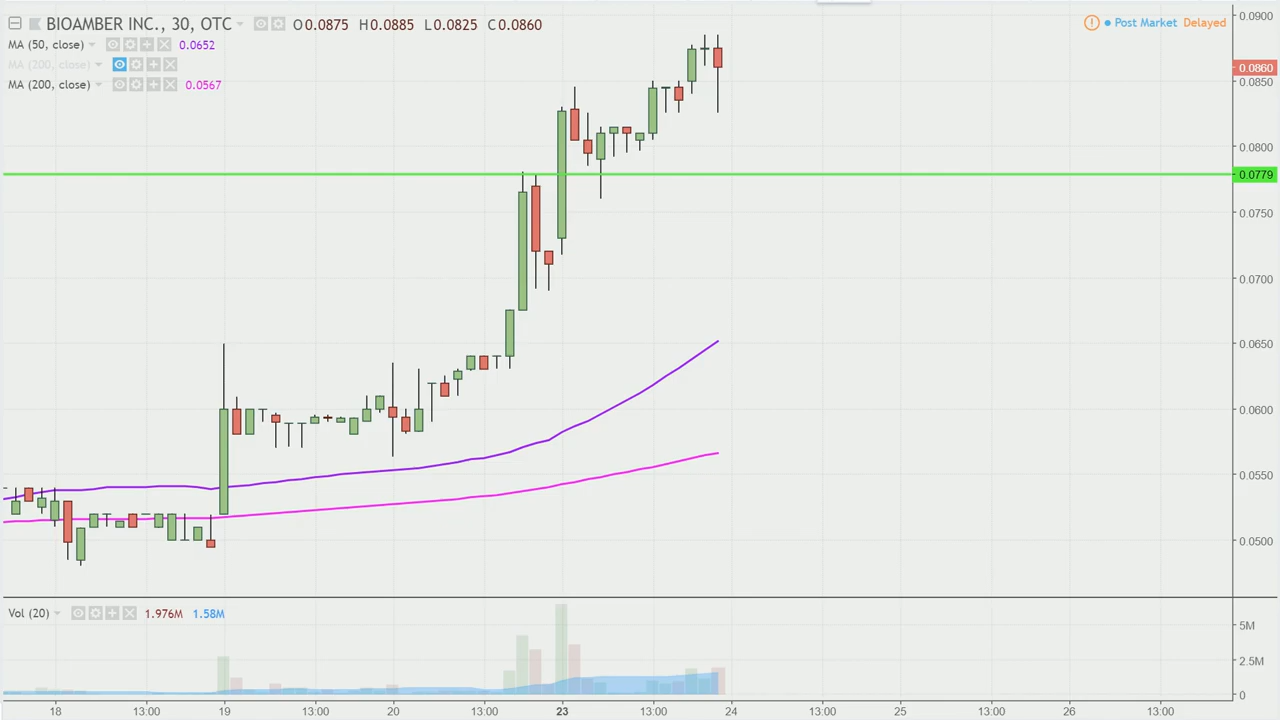 BIOAMBER INC., 30, OTC O0.0875 H0.0885 L0.0825 C0.0860
Post Market Delayed
MA (50, close) 0.0652
MA (200, close)
MA (200, close) 0.0567
0.0900
0.0860
0.0850
0.0800
0.0779
0.0750
0.0700
0.0650
0.0600
0.0550
0.0500
Vol (20) 1.976M 1.58M
5M
2.5M
0
18 13:00 19 13:00 20 13:00 23 13:00 24 13:00 25 13:00 26 13:00